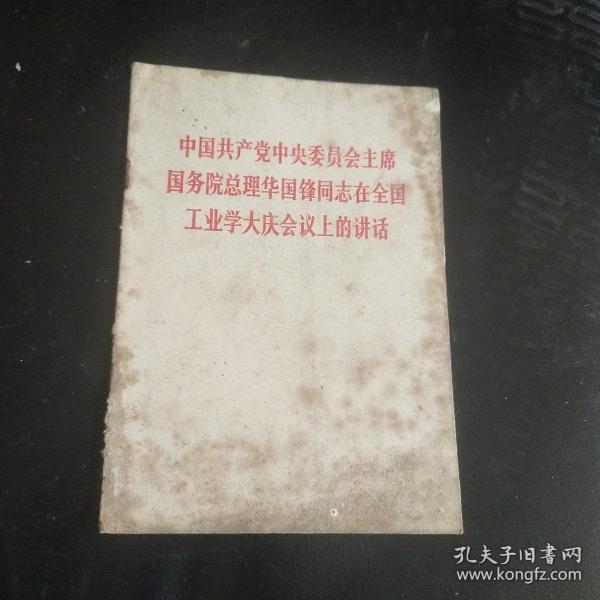 中国共产党中央委员会主席
国务院总理华国锋同志在全国
工业学大庆会议上的讲话
孔夫子旧書网
www.kongfz.com